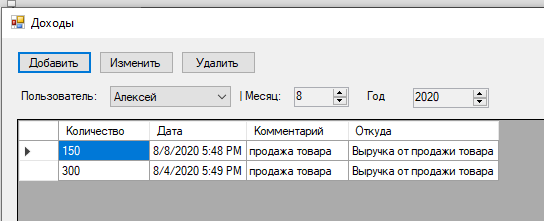 Доходы
Добавить Изменить Удалить
Пользователь: Алексей Месяц: 8 Год 2020
Количество Дата Комментарий Откуда
150 8/8/2020 5:48 PM продажа товара Выручка от продажи товара
300 8/4/2020 5:49 PM продажа товара Выручка от продажи товара